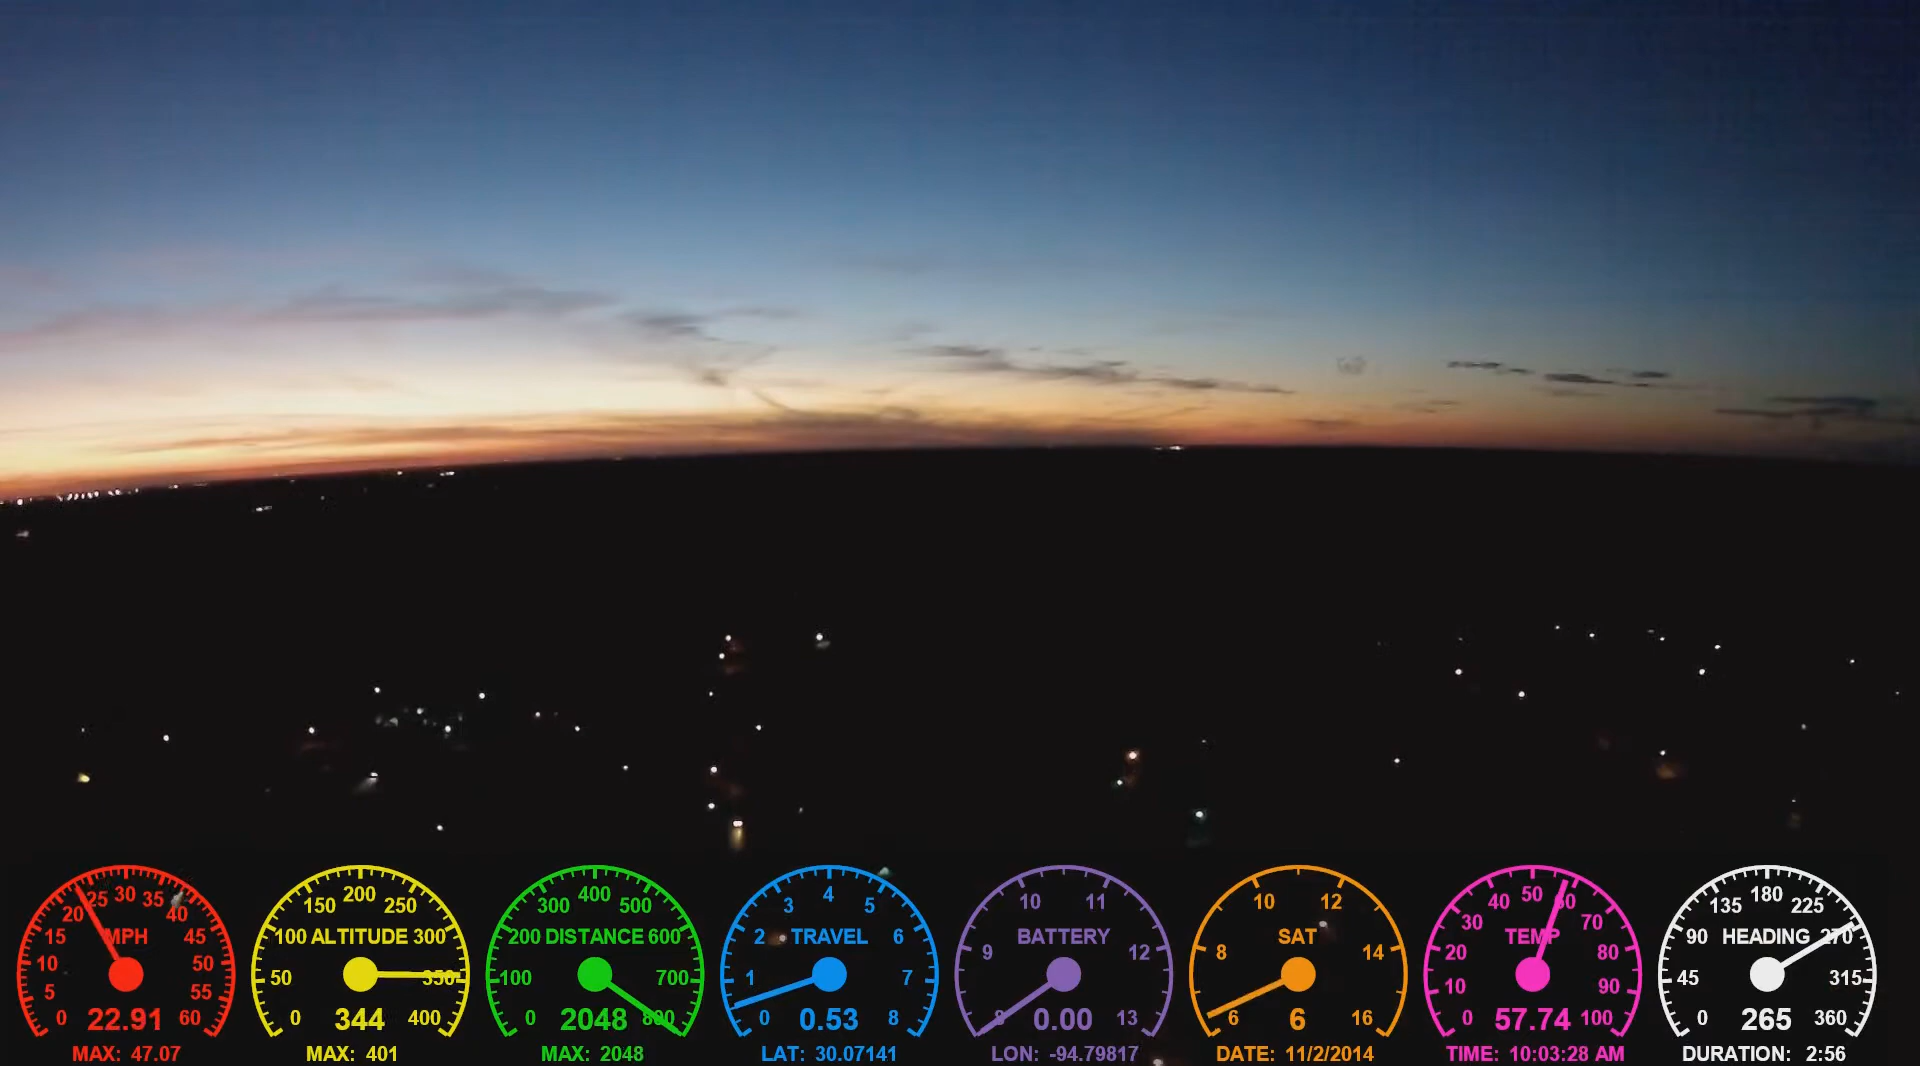 0 5 10 15 20 25 30 35 40 45 50 55 60
MPH
22.91
MAX: 47.07
0 50 100 150 200 250 300 350 400
ALTITUDE
344
MAX: 401
0 100 200 300 400 500 600 700 800
DISTANCE
2048
MAX: 2048
0 1 2 3 4 5 6 7 8
TRAVEL
0.53
LAT: 30.07141
8 9 10 11 12 13
BATTERY
0.00
LON: -94.79817
6 8 10 12 14 16
SAT
6
DATE: 11/2/2014
0 10 20 30 40 50 60 70 80 90 100
TEMP
57.74
TIME: 10:03:28 AM
0 45 90 135 180 225 270 315 360
HEADING
265
DURATION: 2:56